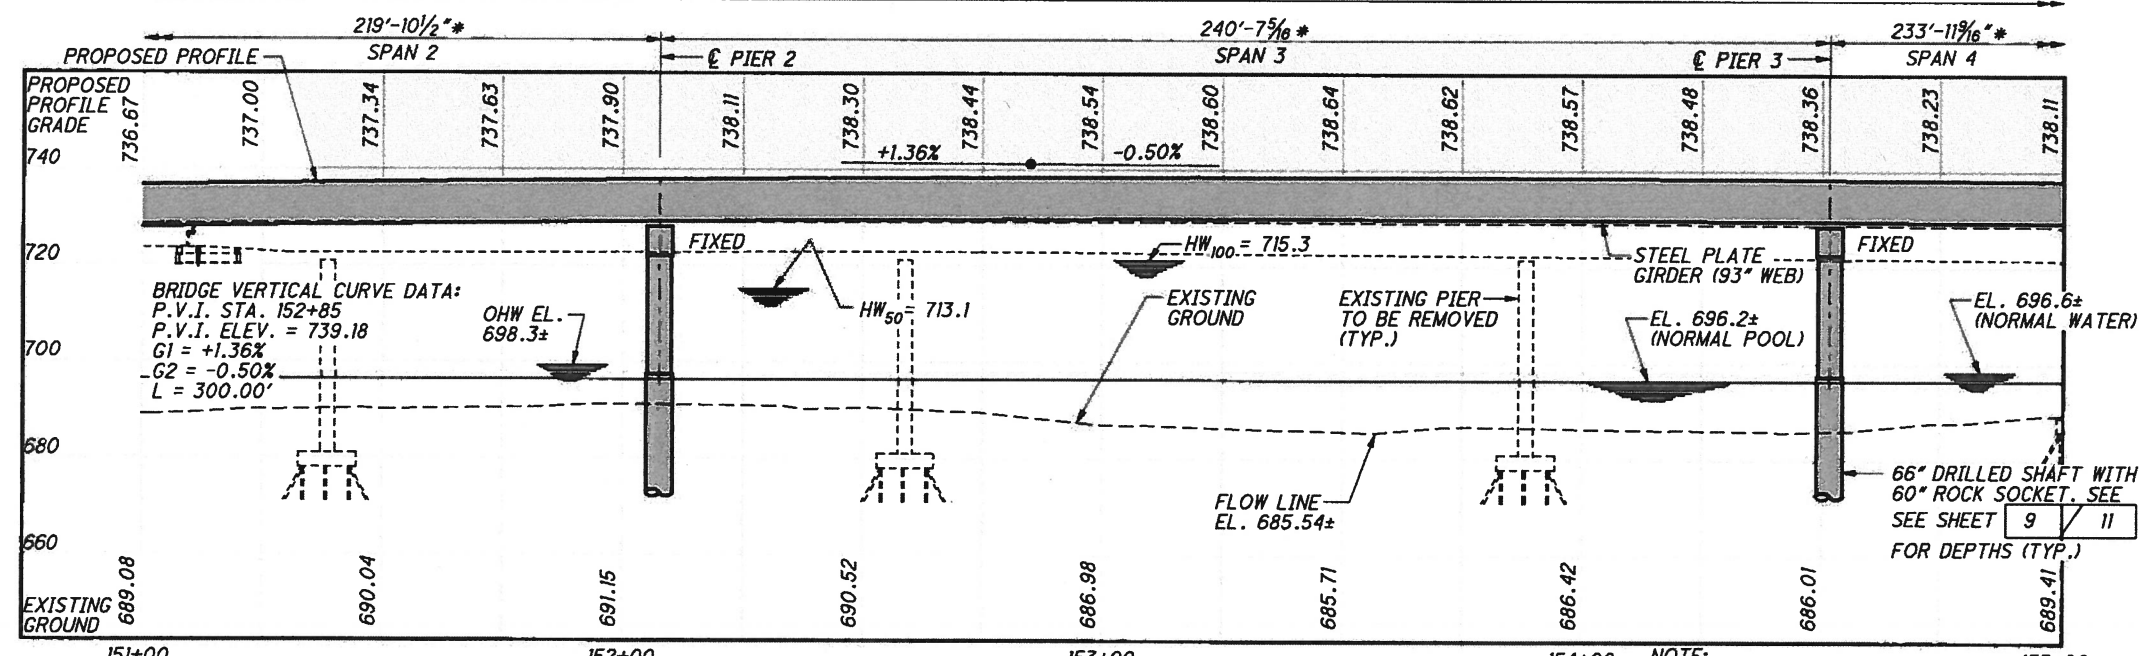 219'-10½"*
240'-7 5/16"*
233'-11 9/16"*
PROPOSED PROFILE
SPAN 2
℄ PIER 2
SPAN 3
℄ PIER 3
SPAN 4
PROPOSED
PROFILE
GRADE
736.67
737.00
737.34
737.63
737.90
738.11
738.30
738.44
738.54
738.60
738.64
738.62
738.57
738.48
738.36
738.23
738.11
740
+1.36%
-0.50%
720
FIXED
HW100 = 715.3
STEEL PLATE
GIRDER (93" WEB)
FIXED
BRIDGE VERTICAL CURVE DATA:
P.V.I. STA. 152+85
P.V.I. ELEV. = 739.18
G1 = +1.36%
G2 = -0.50%
L = 300.00'
OHW EL.
698.3±
HW50 = 713.1
EXISTING
GROUND
EXISTING PIER
TO BE REMOVED
(TYP.)
EL. 696.2±
(NORMAL POOL)
EL. 696.6±
(NORMAL WATER)
700
680
FLOW LINE
EL. 685.54±
66" DRILLED SHAFT WITH
60" ROCK SOCKET. SEE
SEE SHEET 9 / 11
FOR DEPTHS (TYP.)
660
EXISTING
GROUND
689.08
690.04
691.15
690.52
686.98
685.71
686.42
686.01
689.41
151+00
152+00
153+00
154+00
NOTE: